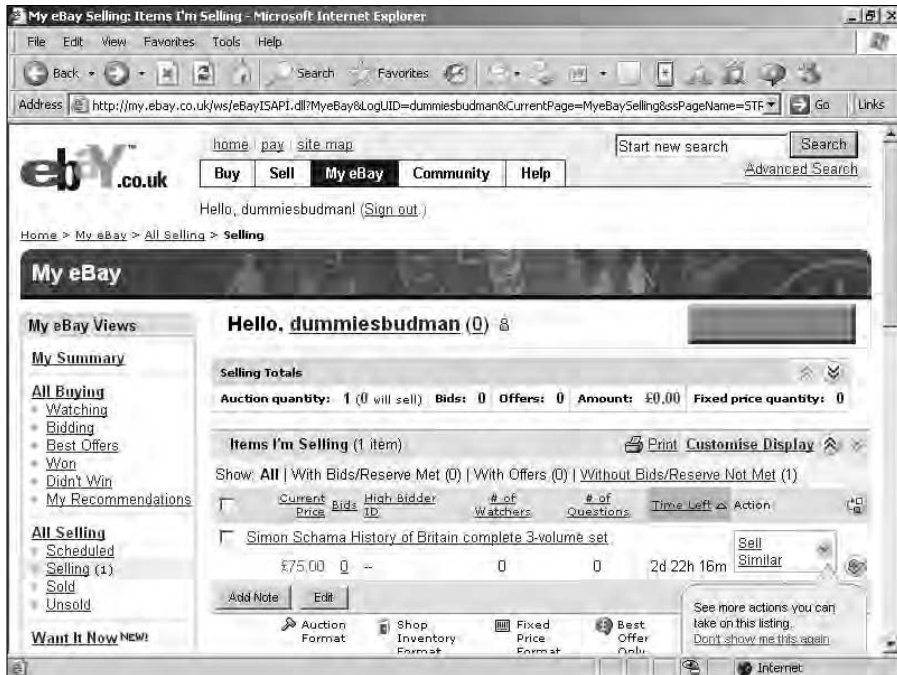 My eBay Selling: Items I'm Selling - Microsoft Internet Explorer
File Edit View Favorites Tools Help
Back Search Favorites
Address http://my.ebay.co.uk/ws/eBayISAPI.dll?MyeBay&LogUID=dummiesbudman&CurrentPage=MyeBaySelling&ssPageName=STF Go Links
home | pay | site map Start new search Search
ebY™.co.uk Buy Sell My eBay Community Help Advanced Search
Hello, dummiesbudman! (Sign out.)
Home > My eBay > All Selling > Selling
My eBay
My eBay Views
Hello, dummiesbudman (0)
My Summary
Selling Totals
All Buying
Auction quantity: 1 (0 will sell) Bids: 0 Offers: 0 Amount: £0.00 Fixed price quantity: 0
Watching
Bidding
Best Offers
Items I'm Selling (1 item) Print Customise Display
Won
Didn't Win
Show: All | With Bids/Reserve Met (0) | With Offers (0) | Without Bids/Reserve Not Met (1)
My Recommendations
Current Price Bids High Bidder ID # of Watchers # of Questions Time Left Action
All Selling
Scheduled
Simon Schama History of Britain complete 3-volume set
Selling (1)
£75.00 0 -- 0 0 2d 22h 16m Sell Similar
Sold
Unsold
Add Note Edit
See more actions you can
take on this listing.
Don't show me this again
Want It Now NEW!
Auction Format Shop Inventory Format Fixed Price Format Best Offer Only
Internet